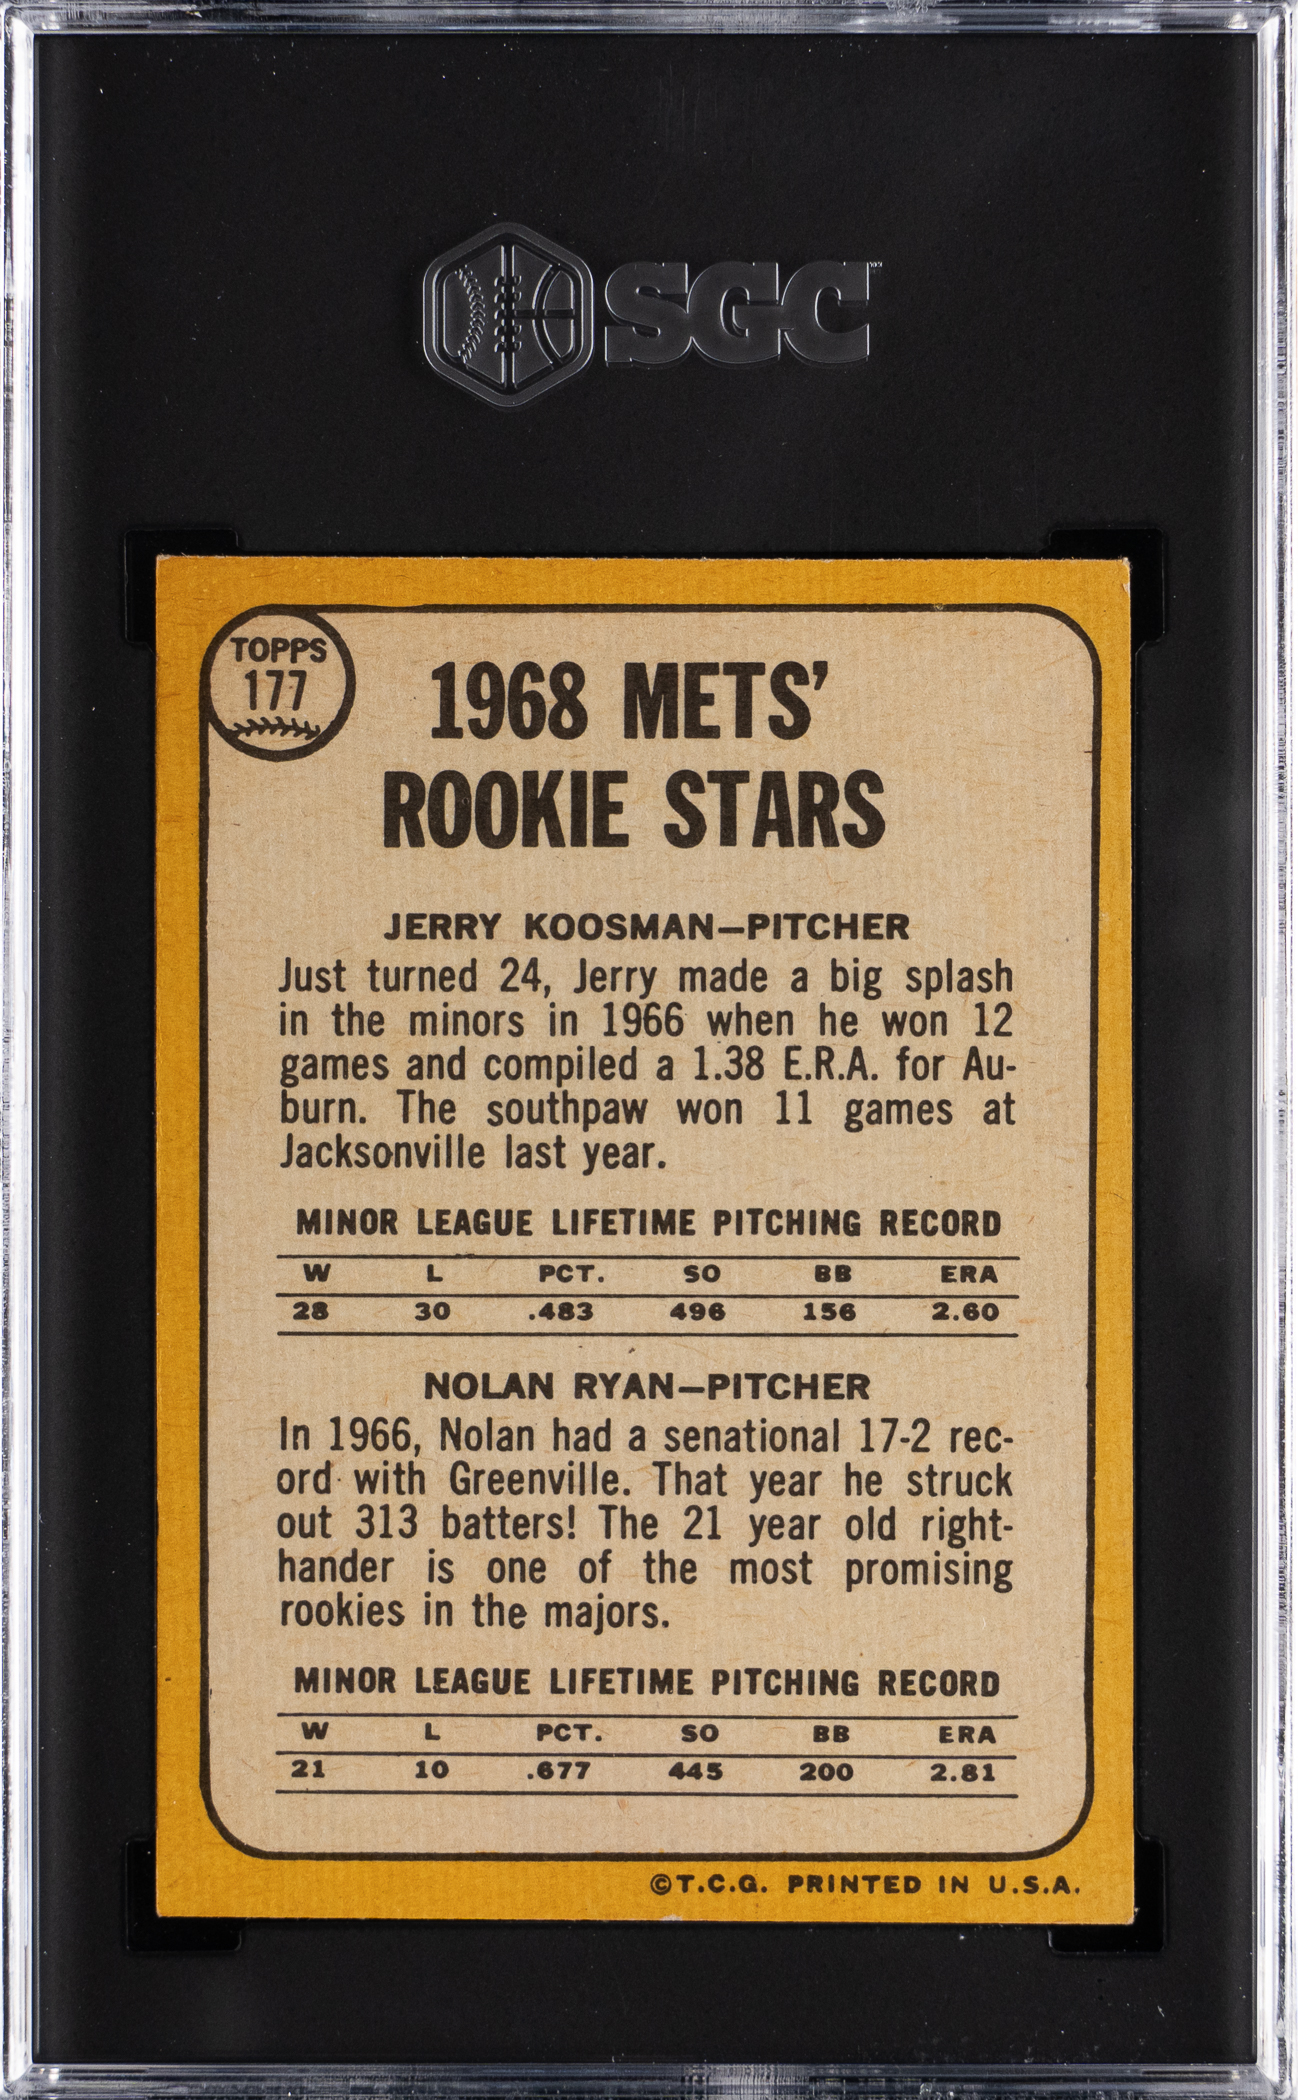 SGC™
TOPPS
177
1968 METS'
ROOKIE STARS
JERRY KOOSMAN—PITCHER
Just turned 24, Jerry made a big splash
in the minors in 1966 when he won 12
games and compiled a 1.38 E.R.A. for Au-
burn. The southpaw won 11 games at
Jacksonville last year.
MINOR LEAGUE LIFETIME PITCHING RECORD
W L PCT. SO BB ERA
28 30 .483 496 156 2.60
NOLAN RYAN—PITCHER
In 1966, Nolan had a senational 17-2 rec-
ord with Greenville. That year he struck
out 313 batters! The 21 year old right-
hander is one of the most promising
rookies in the majors.
MINOR LEAGUE LIFETIME PITCHING RECORD
W L PCT. SO BB ERA
21 10 .677 445 200 2.81
©T.C.G. PRINTED IN U.S.A.